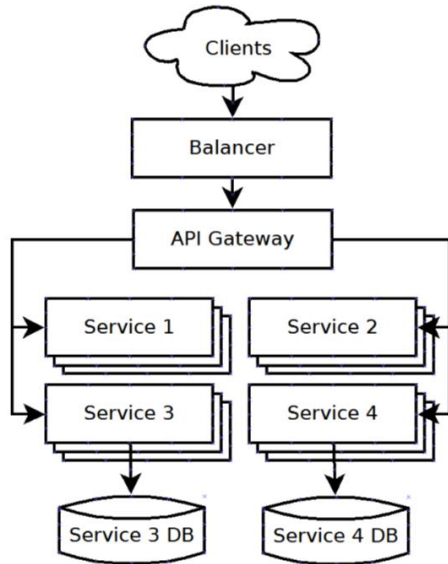 Clients
Balancer
API Gateway
Service 1
Service 2
Service 3
Service 4
Service 3 DB
Service 4 DB